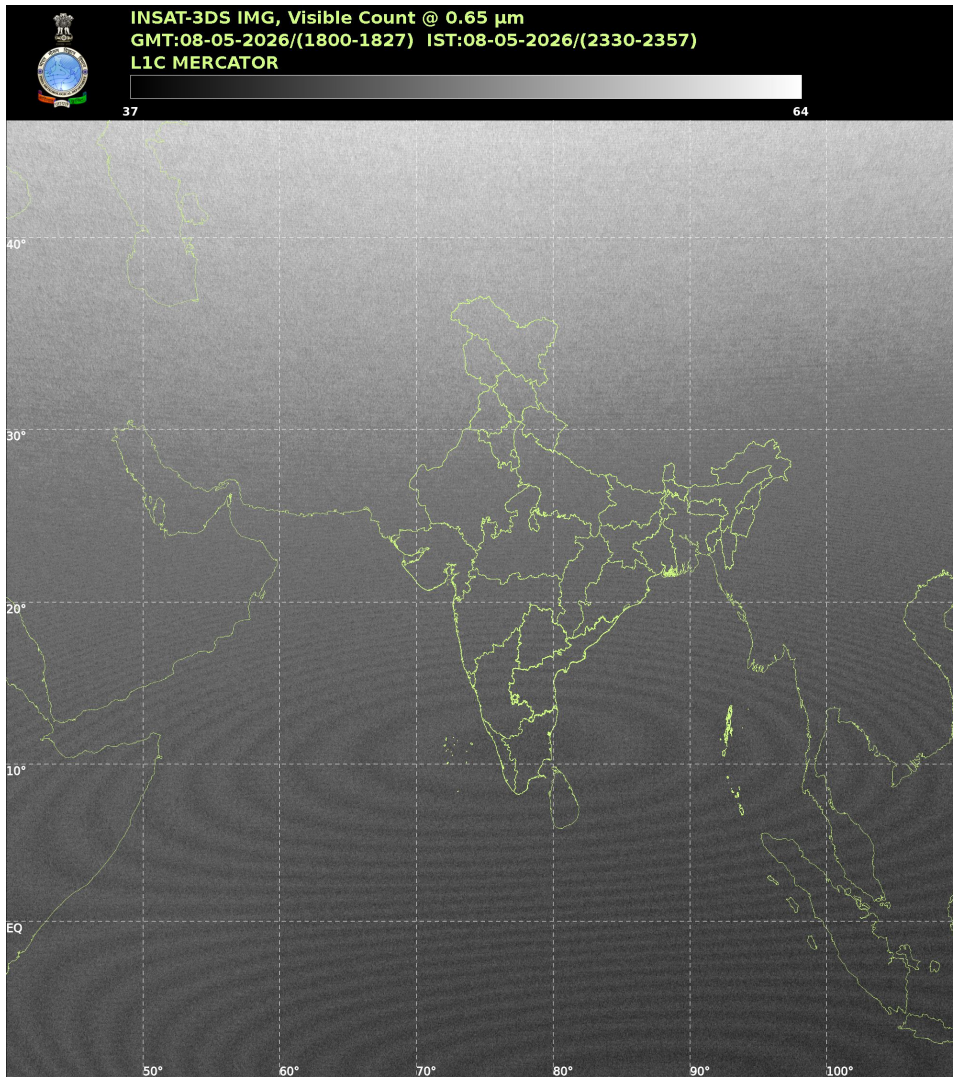 INSAT-3DS IMG, Visible Count @ 0.65 μm
GMT:08-05-2026/(1800-1827)  IST:08-05-2026/(2330-2357)
L1C MERCATOR
37 64
40°
30°
20°
10°
EQ
50° 60° 70° 80° 90° 100°